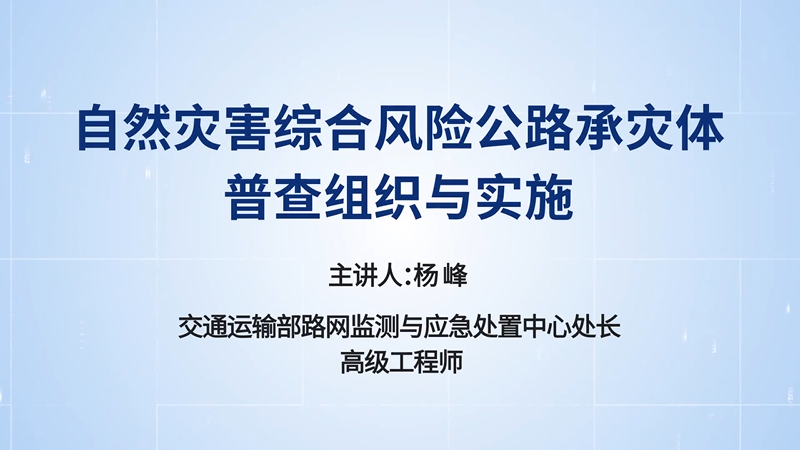 自然灾害综合风险公路承灾体
普查组织与实施
主讲人:杨峰
交通运输部路网监测与应急处置中心处长
高级工程师